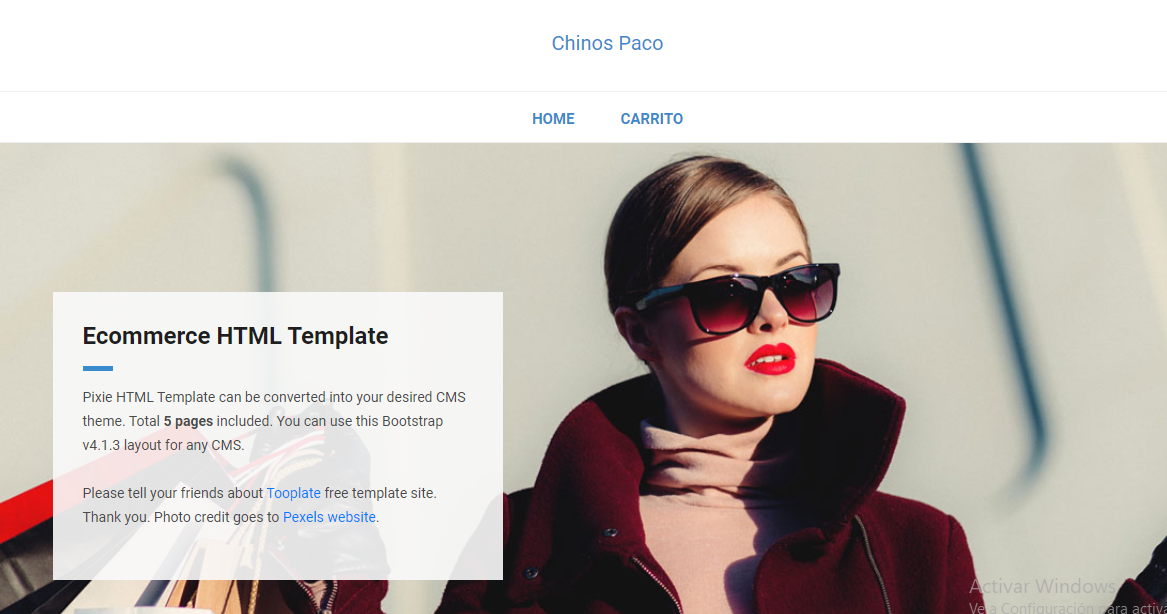 Chinos Paco
HOME CARRITO
Ecommerce HTML Template
Pixie HTML Template can be converted into your desired CMS
theme. Total 5 pages included. You can use this Bootstrap
v4.1.3 layout for any CMS.
Please tell your friends about Tooplate free template site.
Thank you. Photo credit goes to Pexels website.
Activar Windows
Ve a Configuración para activa